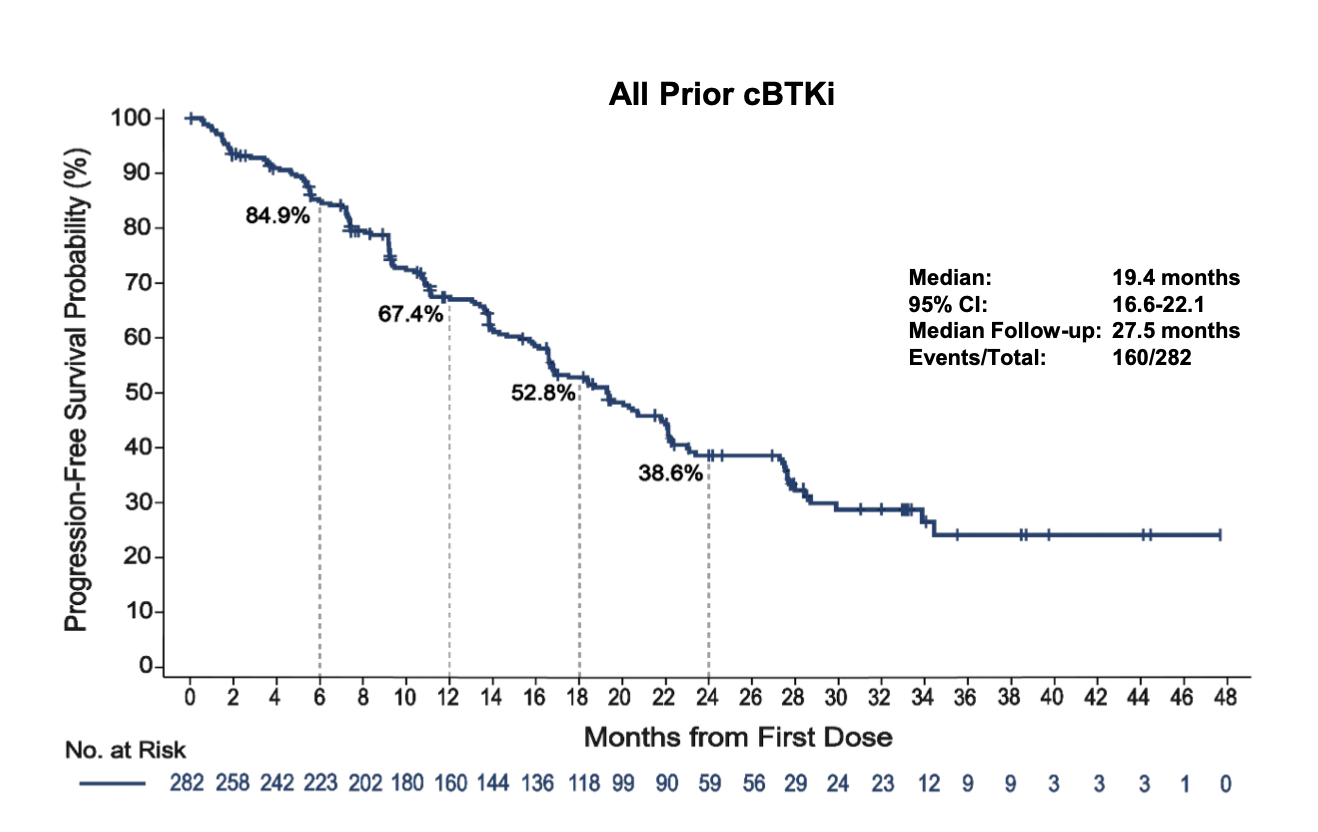 All Prior cBTKi
Progression-Free Survival Probability (%)
100
90
80
70
60
50
40
30
20
10
0
84.9%
67.4%
52.8%
38.6%
Median: 19.4 months
95% CI: 16.6-22.1
Median Follow-up: 27.5 months
Events/Total: 160/282
0 2 4 6 8 10 12 14 16 18 20 22 24 26 28 30 32 34 36 38 40 42 44 46 48
Months from First Dose
No. at Risk
282 258 242 223 202 180 160 144 136 118 99 90 59 56 29 24 23 12 9 9 3 3 3 1 0